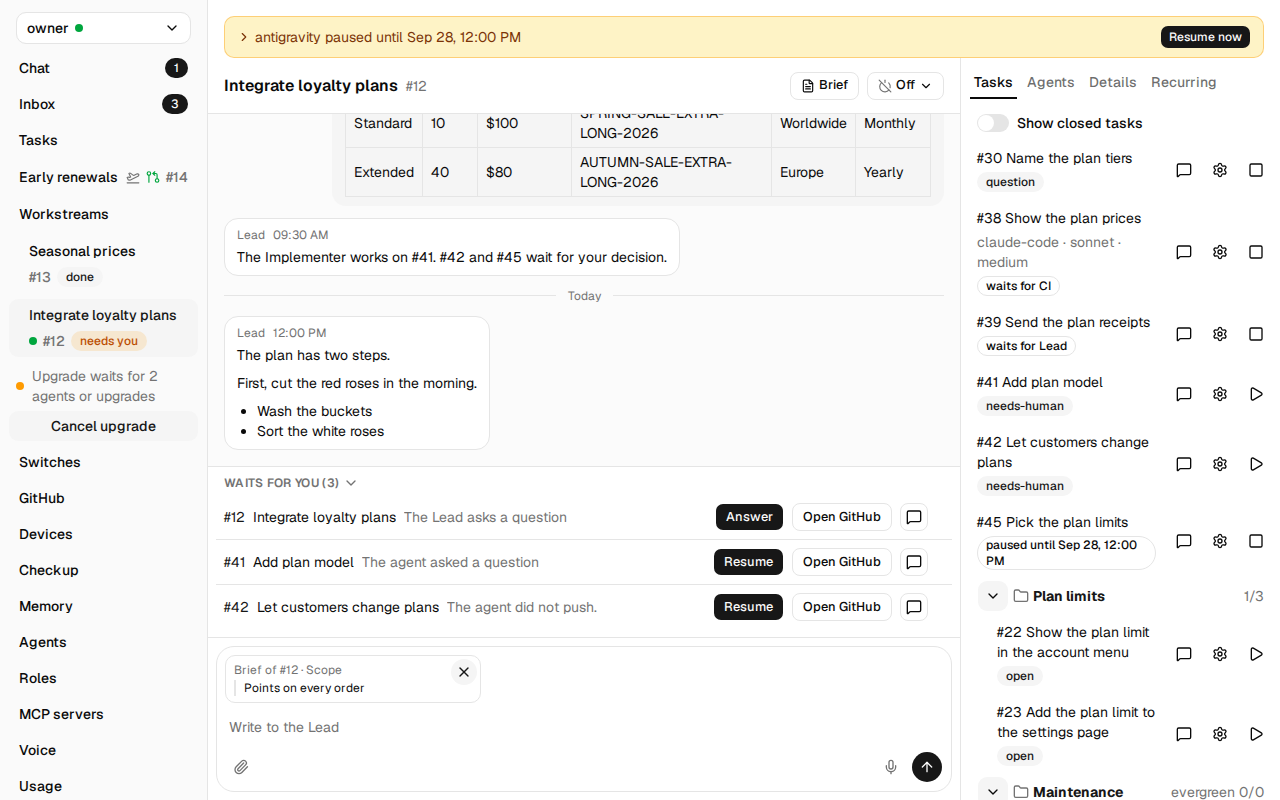 owner
Chat 1
Inbox 3
Tasks
Early renewals #14
Workstreams
Seasonal prices
#13 done
Integrate loyalty plans
#12 needs you
Upgrade waits for 2
agents or upgrades
Cancel upgrade
Switches
GitHub
Devices
Checkup
Memory
Agents
Roles
MCP servers
Voice
Usage
antigravity paused until Sep 28, 12:00 PM
Resume now
Integrate loyalty plans #12
Brief
Off
Standard 10 $100 SPRING-SALE-EXTRA-
LONG-2026 Worldwide Monthly
Extended 40 $80 AUTUMN-SALE-EXTRA-
LONG-2026 Europe Yearly
Lead 09:30 AM
The Implementer works on #41. #42 and #45 wait for your decision.
Today
Lead 12:00 PM
The plan has two steps.
First, cut the red roses in the morning.
• Wash the buckets
• Sort the white roses
WAITS FOR YOU (3)
#12 Integrate loyalty plans The Lead asks a question Answer Open GitHub
#41 Add plan model The agent asked a question Resume Open GitHub
#42 Let customers change plans The agent did not push. Resume Open GitHub
Brief of #12 · Scope
Points on every order
Write to the Lead
Tasks Agents Details Recurring
Show closed tasks
#30 Name the plan tiers
question
#38 Show the plan prices
claude-code · sonnet ·
medium
waits for CI
#39 Send the plan receipts
waits for Lead
#41 Add plan model
needs-human
#42 Let customers change
plans
needs-human
#45 Pick the plan limits
paused until Sep 28, 12:00
PM
Plan limits 1/3
#22 Show the plan limit
in the account menu
open
#23 Add the plan limit to
the settings page
open
Maintenance evergreen 0/0